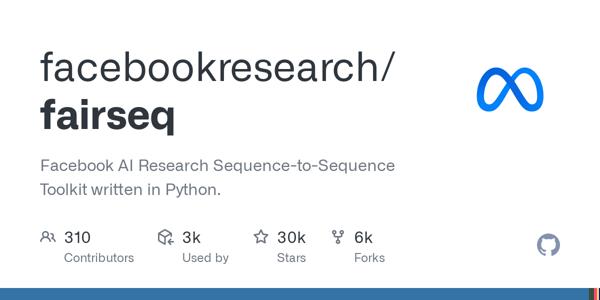 facebookresearch/
fairseq
Facebook AI Research Sequence-to-Sequence
Toolkit written in Python.
310 3k 30k 6k
Contributors Used by Stars Forks